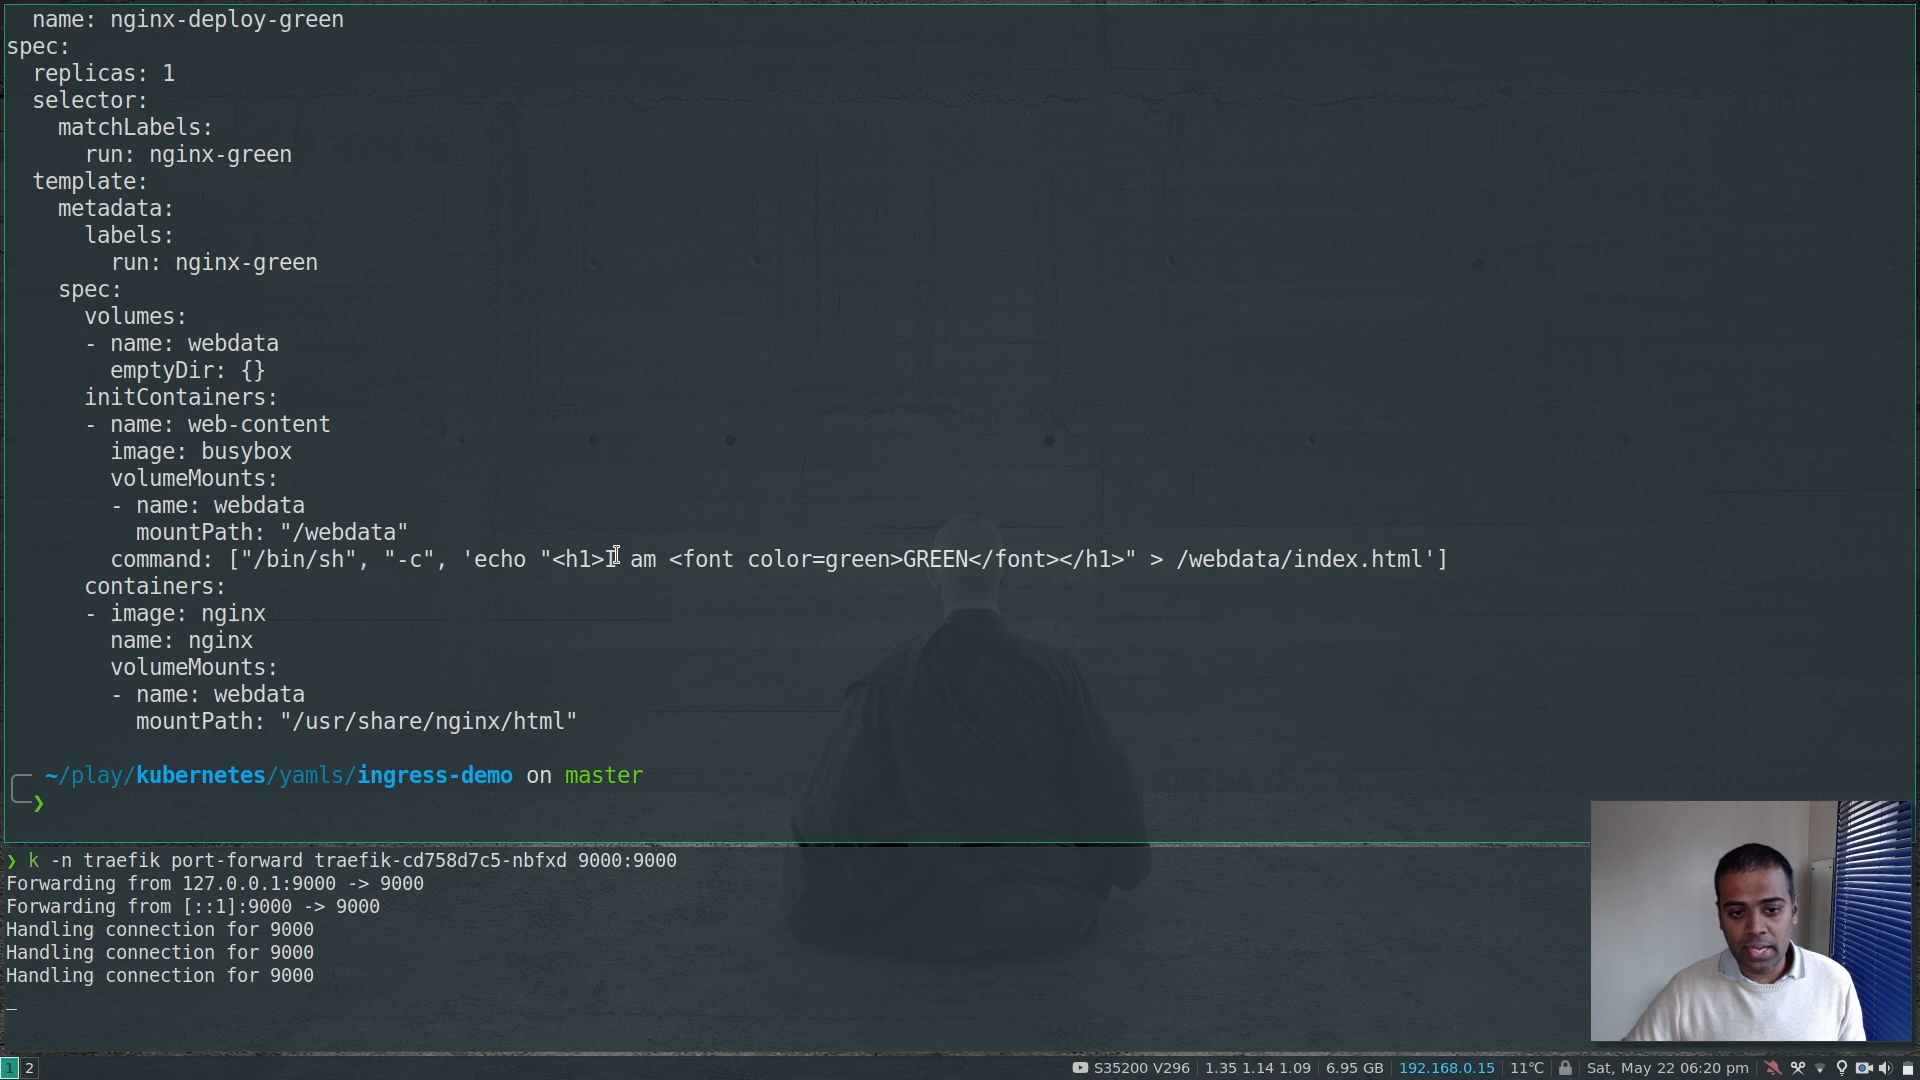 name: nginx-deploy-green
spec:
  replicas: 1
  selector:
    matchLabels:
      run: nginx-green
  template:
    metadata:
      labels:
        run: nginx-green
    spec:
      volumes:
      - name: webdata
        emptyDir: {}
      initContainers:
      - name: web-content
        image: busybox
        volumeMounts:
        - name: webdata
          mountPath: "/webdata"
        command: ["/bin/sh", "-c", 'echo "<h1>I am <font color=green>GREEN</font></h1>" > /webdata/index.html']
      containers:
      - image: nginx
        name: nginx
        volumeMounts:
        - name: webdata
          mountPath: "/usr/share/nginx/html"
~/play/kubernetes/yamls/ingress-demo on master
❯
❯ k -n traefik port-forward traefik-cd758d7c5-nbfxd 9000:9000
Forwarding from 127.0.0.1:9000 -> 9000
Forwarding from [::1]:9000 -> 9000
Handling connection for 9000
Handling connection for 9000
Handling connection for 9000
1 2 S35200 V296 1.35 1.14 1.09 6.95 GB 192.168.0.15 11°C Sat, May 22 06:20 pm